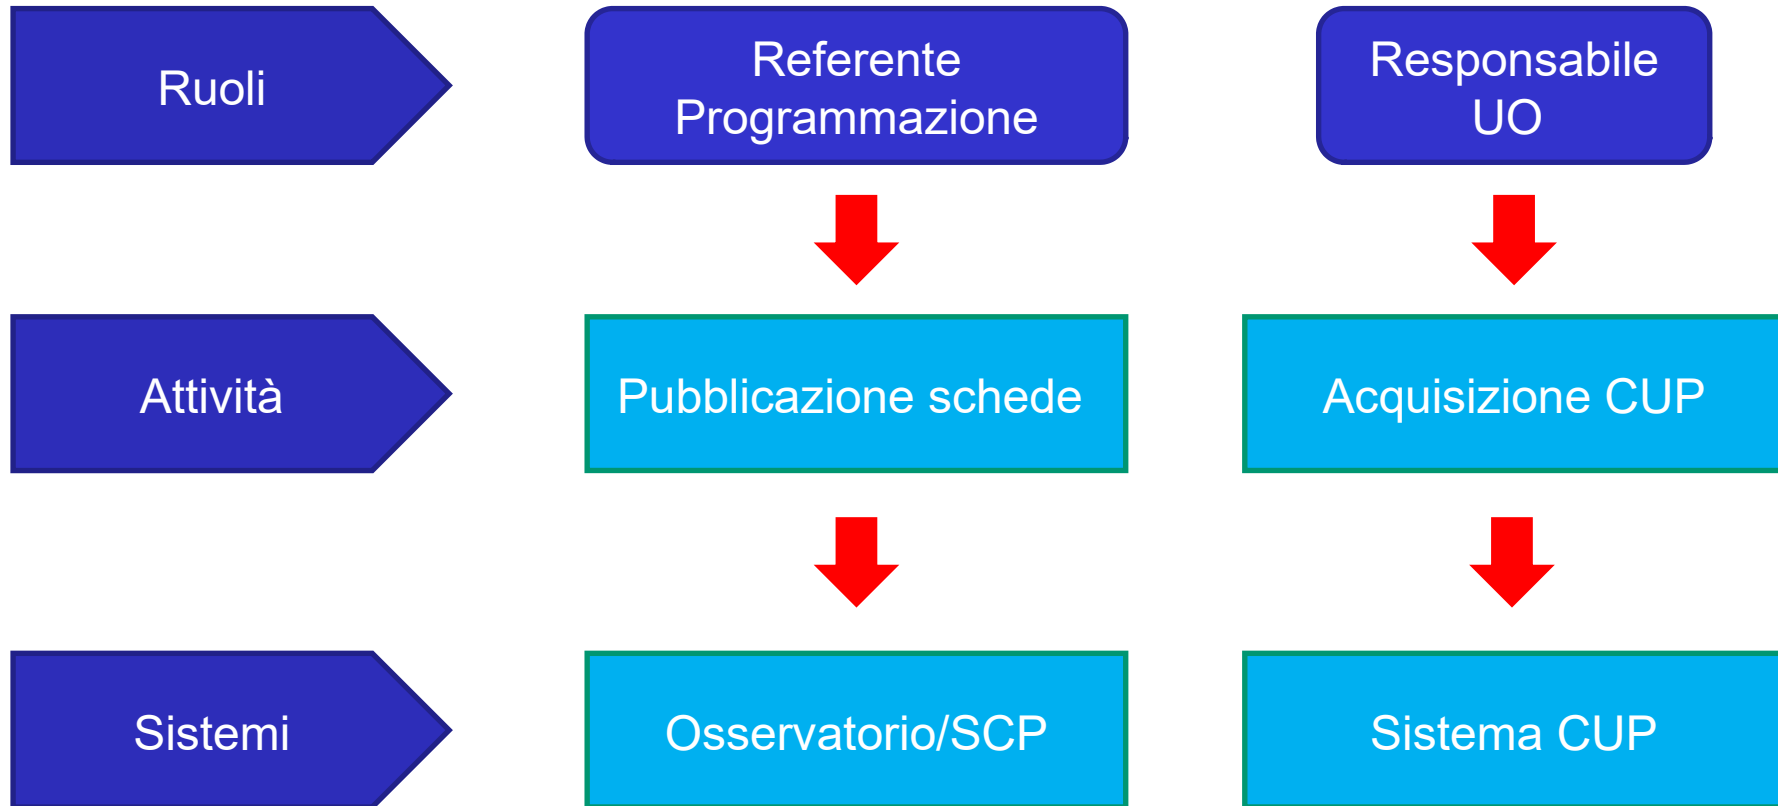 Ruoli
Referente
Programmazione
Responsabile
UO
Attività
Pubblicazione schede
Acquisizione CUP
Sistemi
Osservatorio/SCP
Sistema CUP